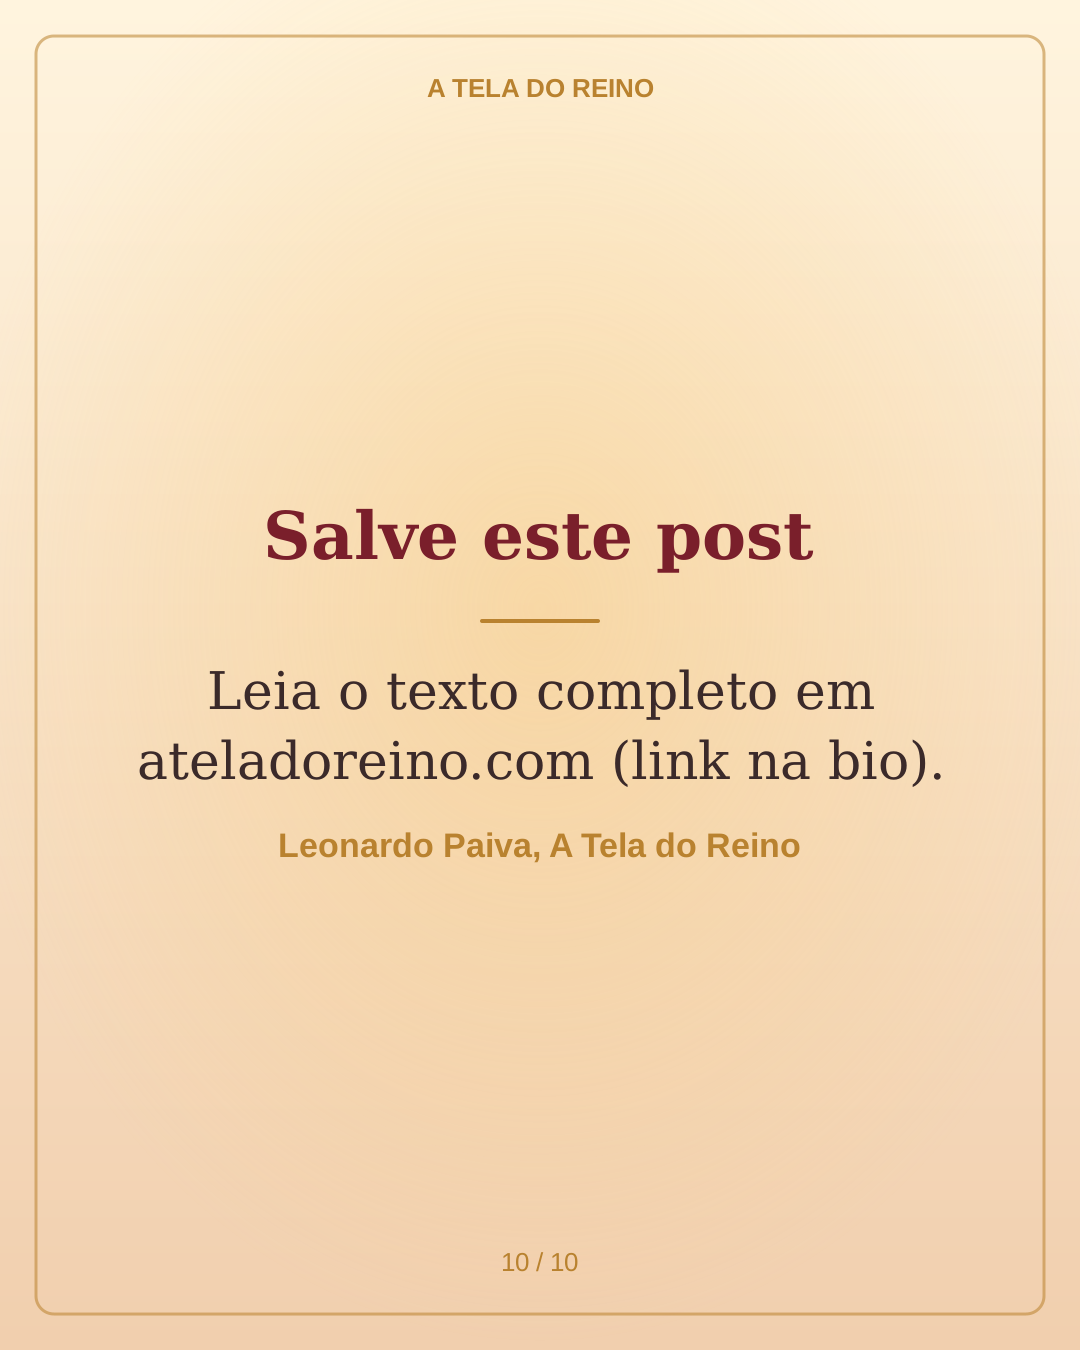 A TELA DO REINO
Salve este post
Leia o texto completo em
ateladoreino.com (link na bio).
Leonardo Paiva, A Tela do Reino
10 / 10